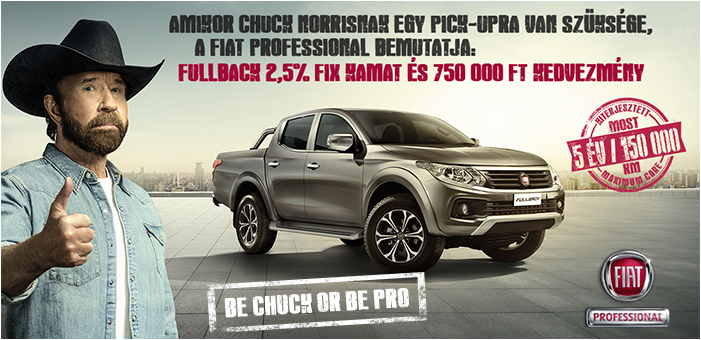 AMIKOR CHUCK NORRISNAK EGY PICK-UPRA VAN SZÜKSÉGE,
A FIAT PROFESSIONAL BEMUTATJA:
FULLBACK 2,5% FIX KAMAT ÉS 750 000 FT KEDVEZMÉNY
KITERJESZTETT
MOST
5 ÉV / 150 000
KM
MAXIMUM CARE
FULLBACK
BE CHUCK OR BE PRO
FIAT
PROFESSIONAL